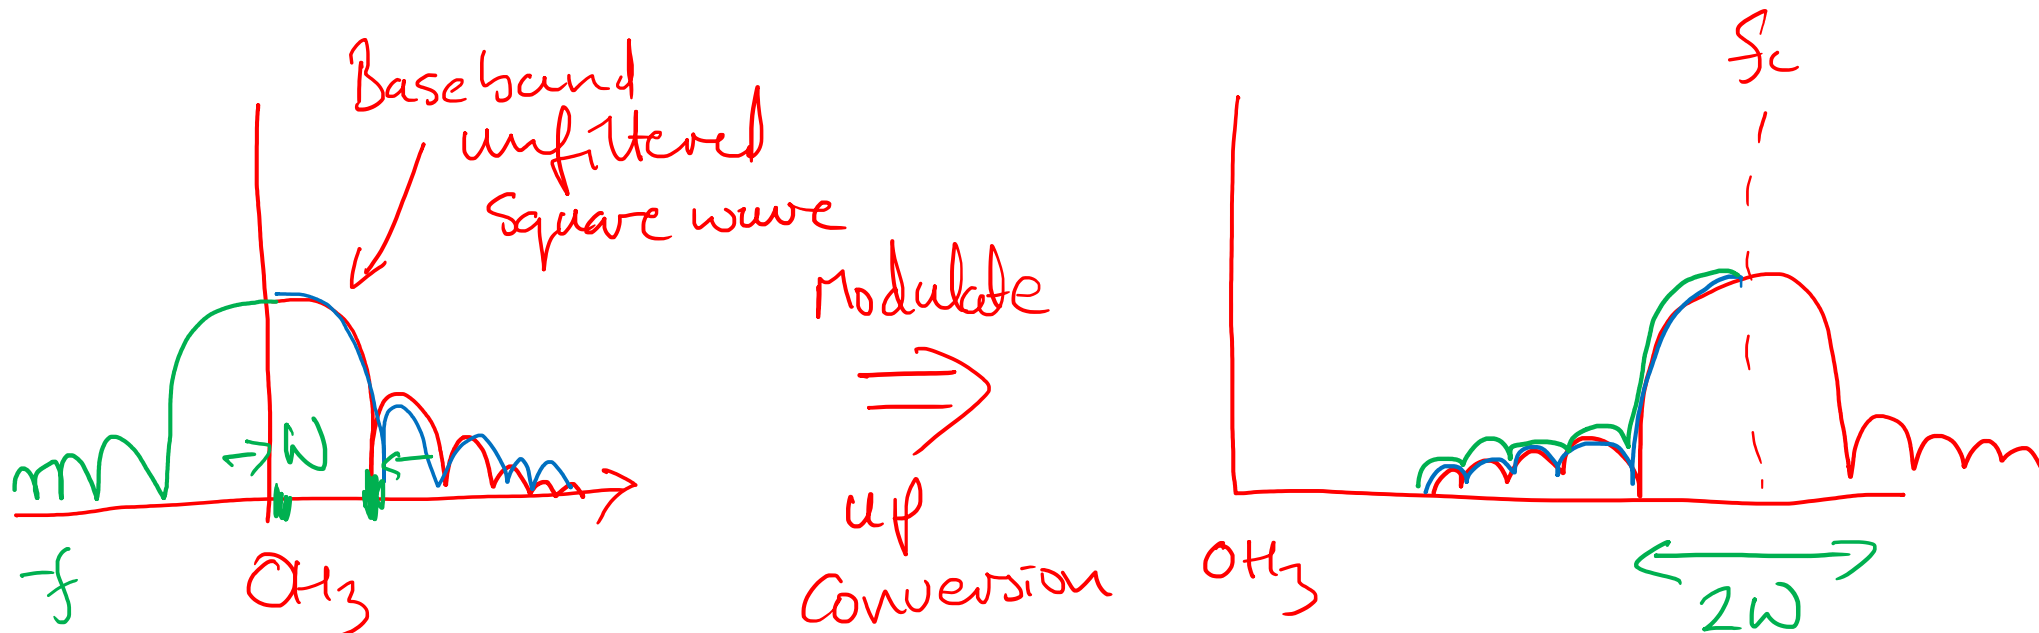 Baseband
unfiltered
Square wave
W
-f
0Hz
Modulate
⇒
up
Conversion
fc
0Hz
2W